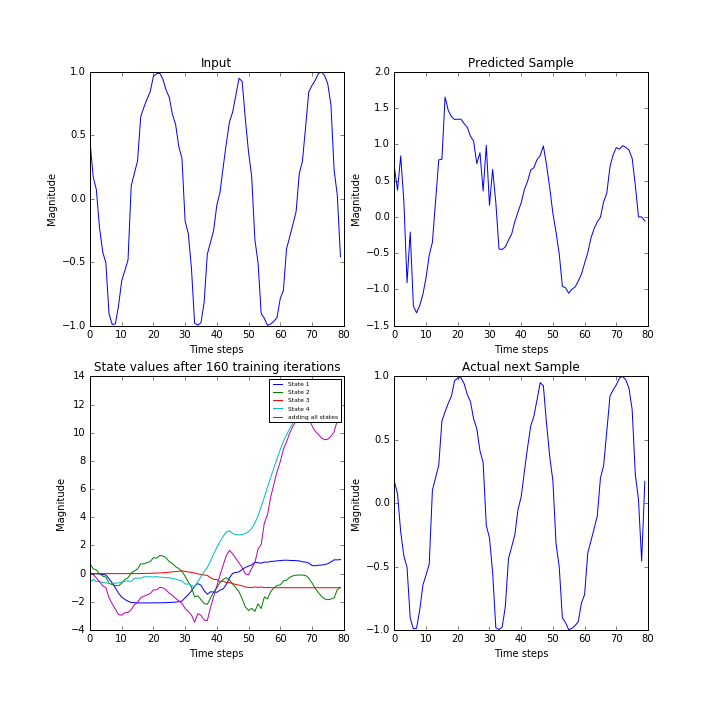 Input
Magnitude
1.0
0.5
0.0
−0.5
−1.0
0 10 20 30 40 50 60 70 80
Time steps
Predicted Sample
Magnitude
2.0
1.5
1.0
0.5
0.0
−0.5
−1.0
−1.5
0 10 20 30 40 50 60 70 80
Time steps
State values after 160 training iterations
Magnitude
14
12
10
8
6
4
2
0
−2
−4
0 10 20 30 40 50 60 70 80
Time steps
State 1
State 2
State 3
State 4
adding all states
Actual next Sample
Magnitude
1.0
0.5
0.0
−0.5
−1.0
0 10 20 30 40 50 60 70 80
Time steps